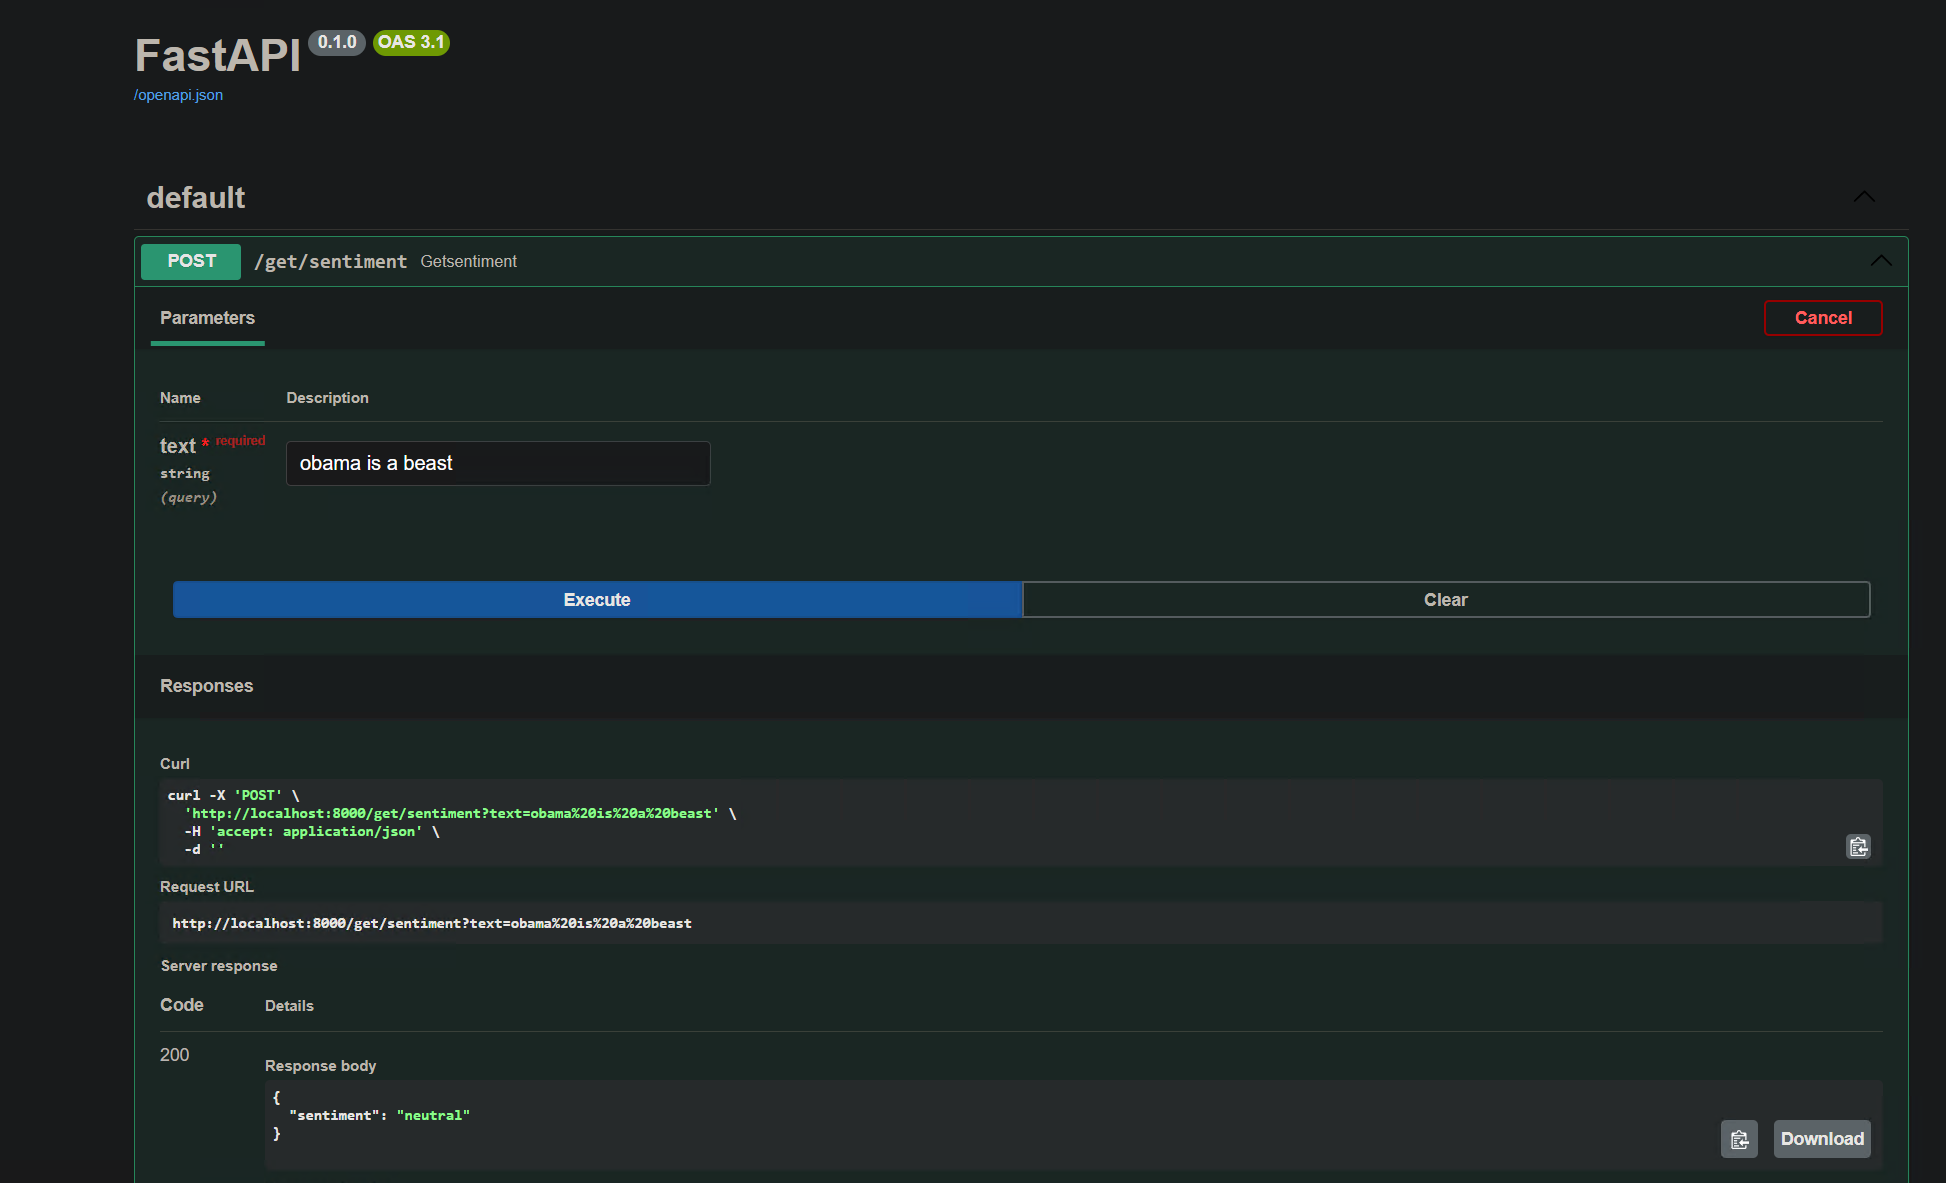 FastAPI 0.1.0 OAS 3.1
/openapi.json
default
POST /get/sentiment Getsentiment
Parameters
Cancel
Name Description
text * required
string
(query)
obama is a beast
Execute
Clear
Responses
Curl
curl -X 'POST' \
'http://localhost:8000/get/sentiment?text=obama%20is%20a%20beast' \
-H 'accept: application/json' \
-d ''
Request URL
http://localhost:8000/get/sentiment?text=obama%20is%20a%20beast
Server response
Code Details
200
Response body
{
"sentiment": "neutral"
}
Download